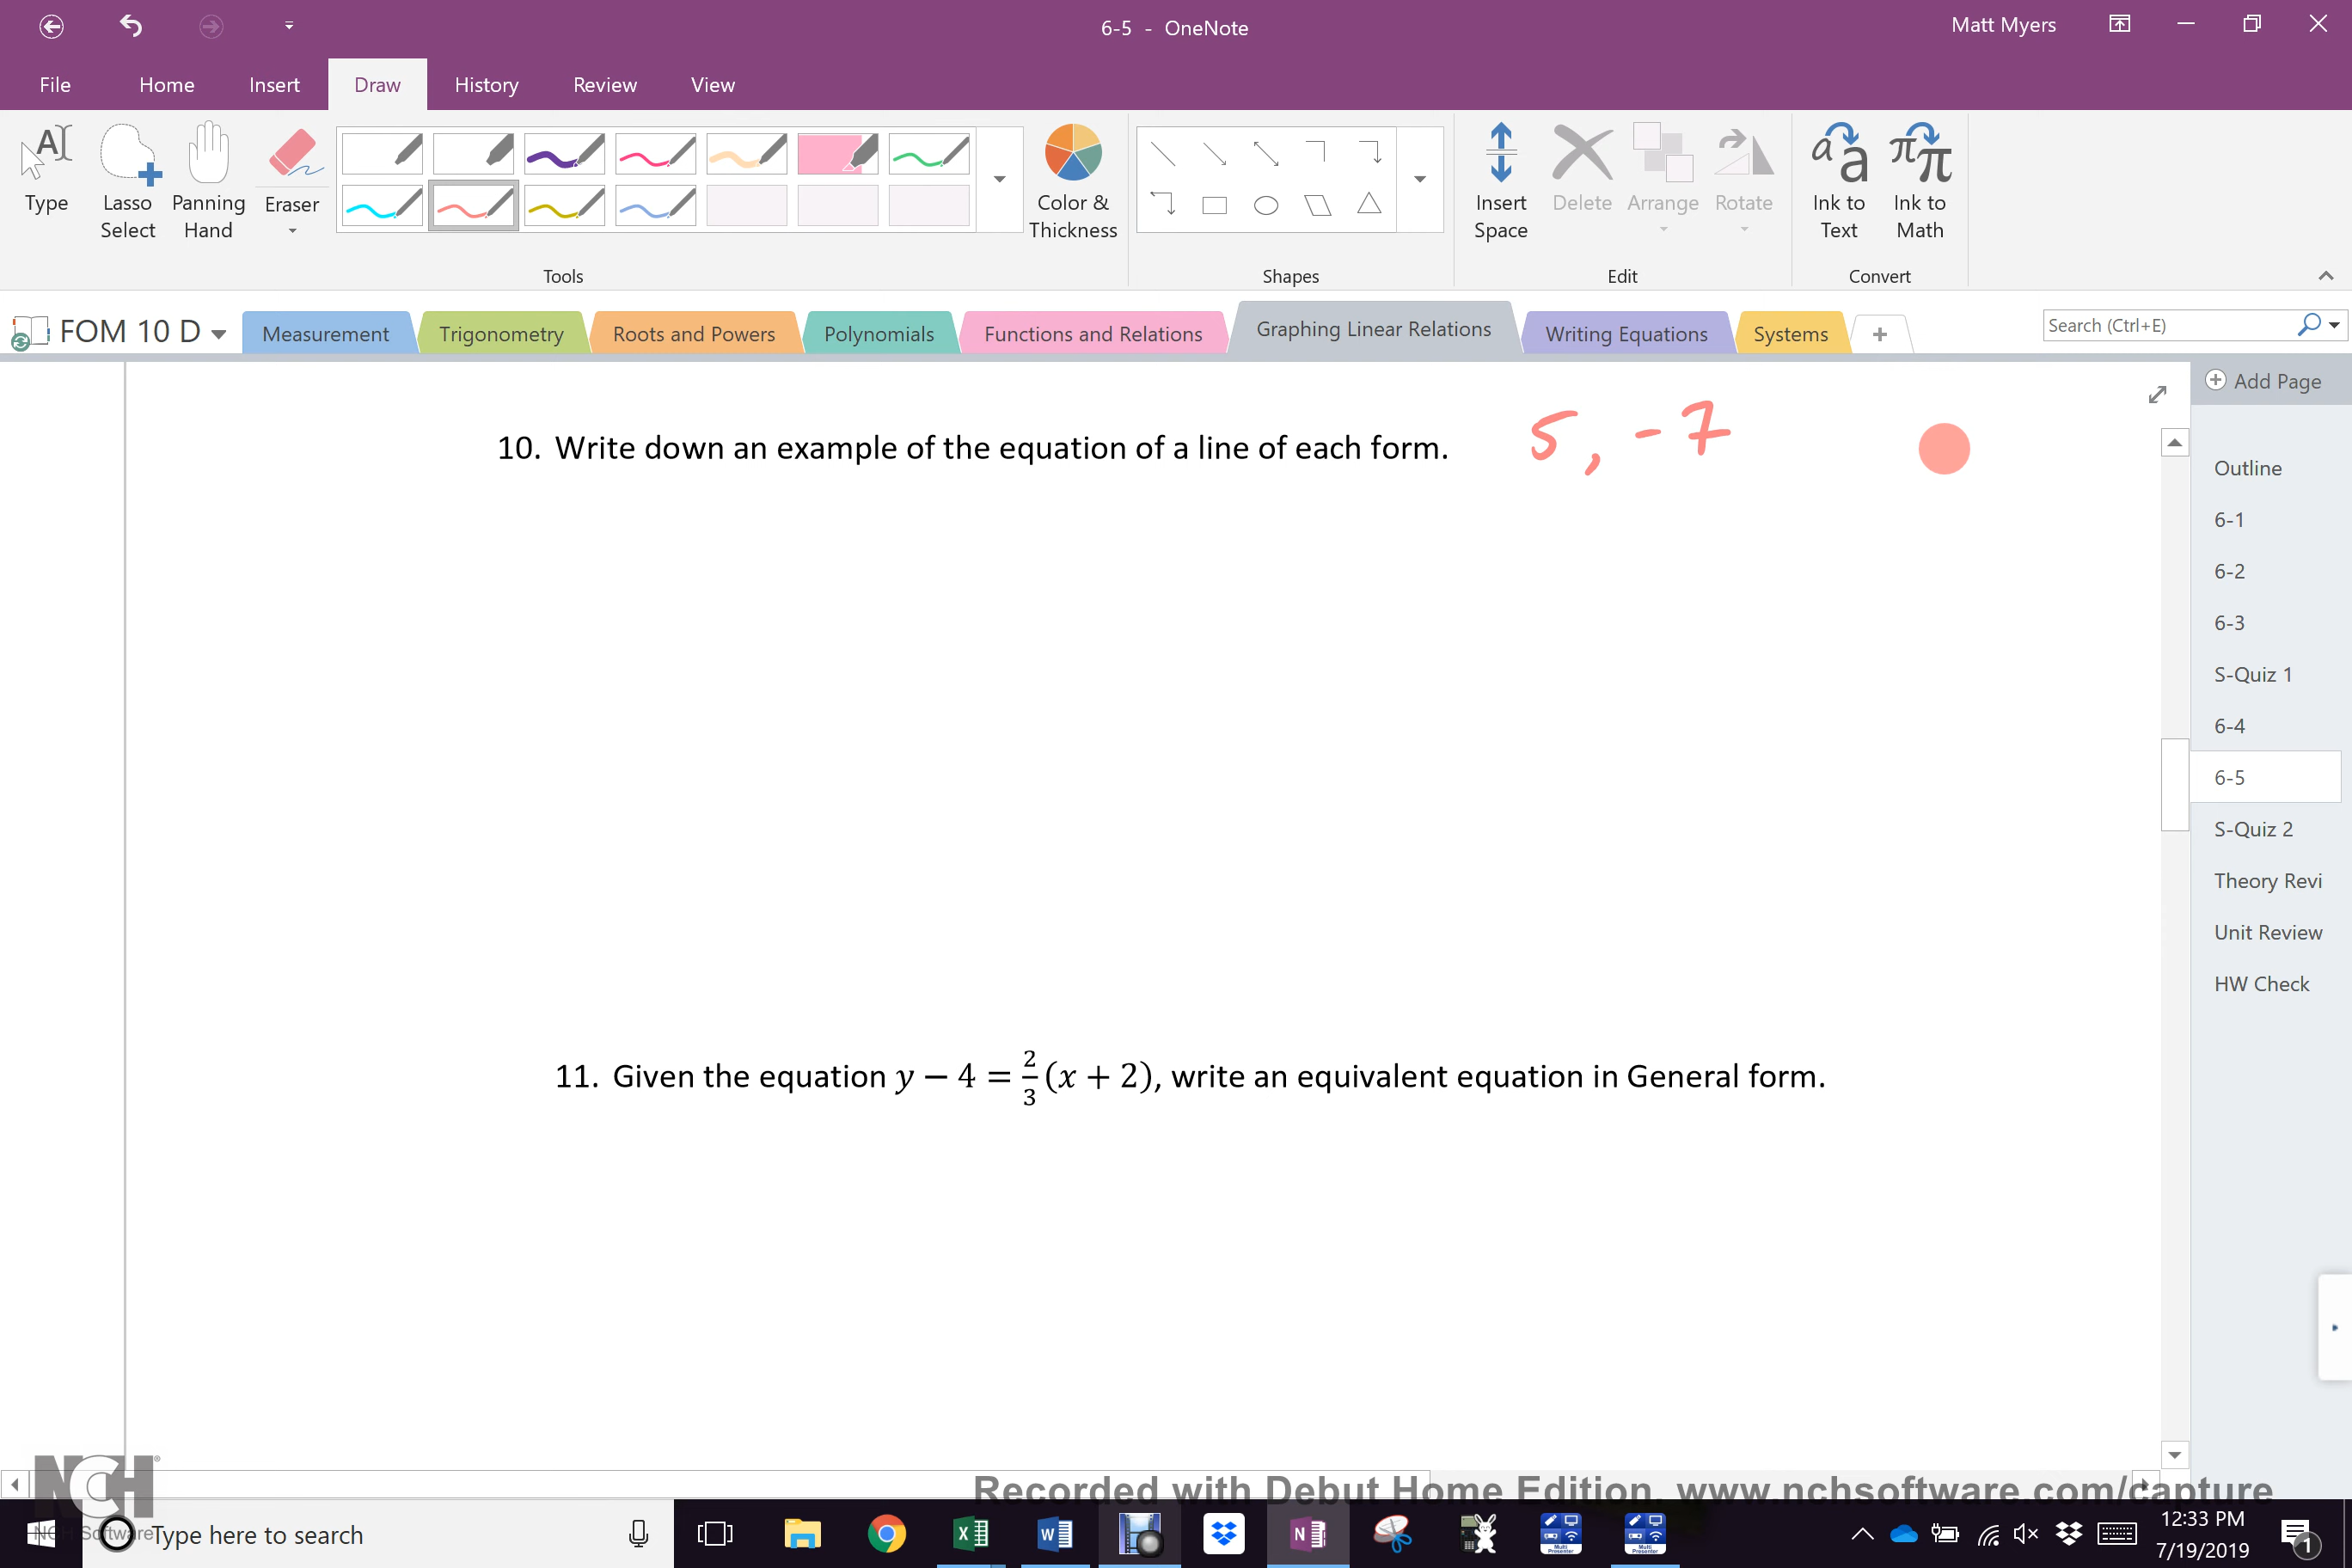 6-5 - OneNote
Matt Myers
File Home Insert Draw History Review View
Type
Lasso Select
Panning Hand
Eraser
Color & Thickness
Insert Space
Delete
Arrange
Rotate
Ink to Text
Ink to Math
Tools Shapes Edit Convert
FOM 10 D Measurement Trigonometry Roots and Powers Polynomials Functions and Relations Graphing Linear Relations Writing Equations Systems +
Search (Ctrl+E)
Add Page
10. Write down an example of the equation of a line of each form. 5, -7
Outline
6-1
6-2
6-3
S-Quiz 1
6-4
6-5
S-Quiz 2
Theory Revi
Unit Review
HW Check
11. Given the equation y − 4 = 2/3 (x + 2), write an equivalent equation in General form.
NCH®
NCH Software
Recorded with Debut Home Edition. www.nchsoftware.com/capture
Type here to search
12:33 PM
7/19/2019
1